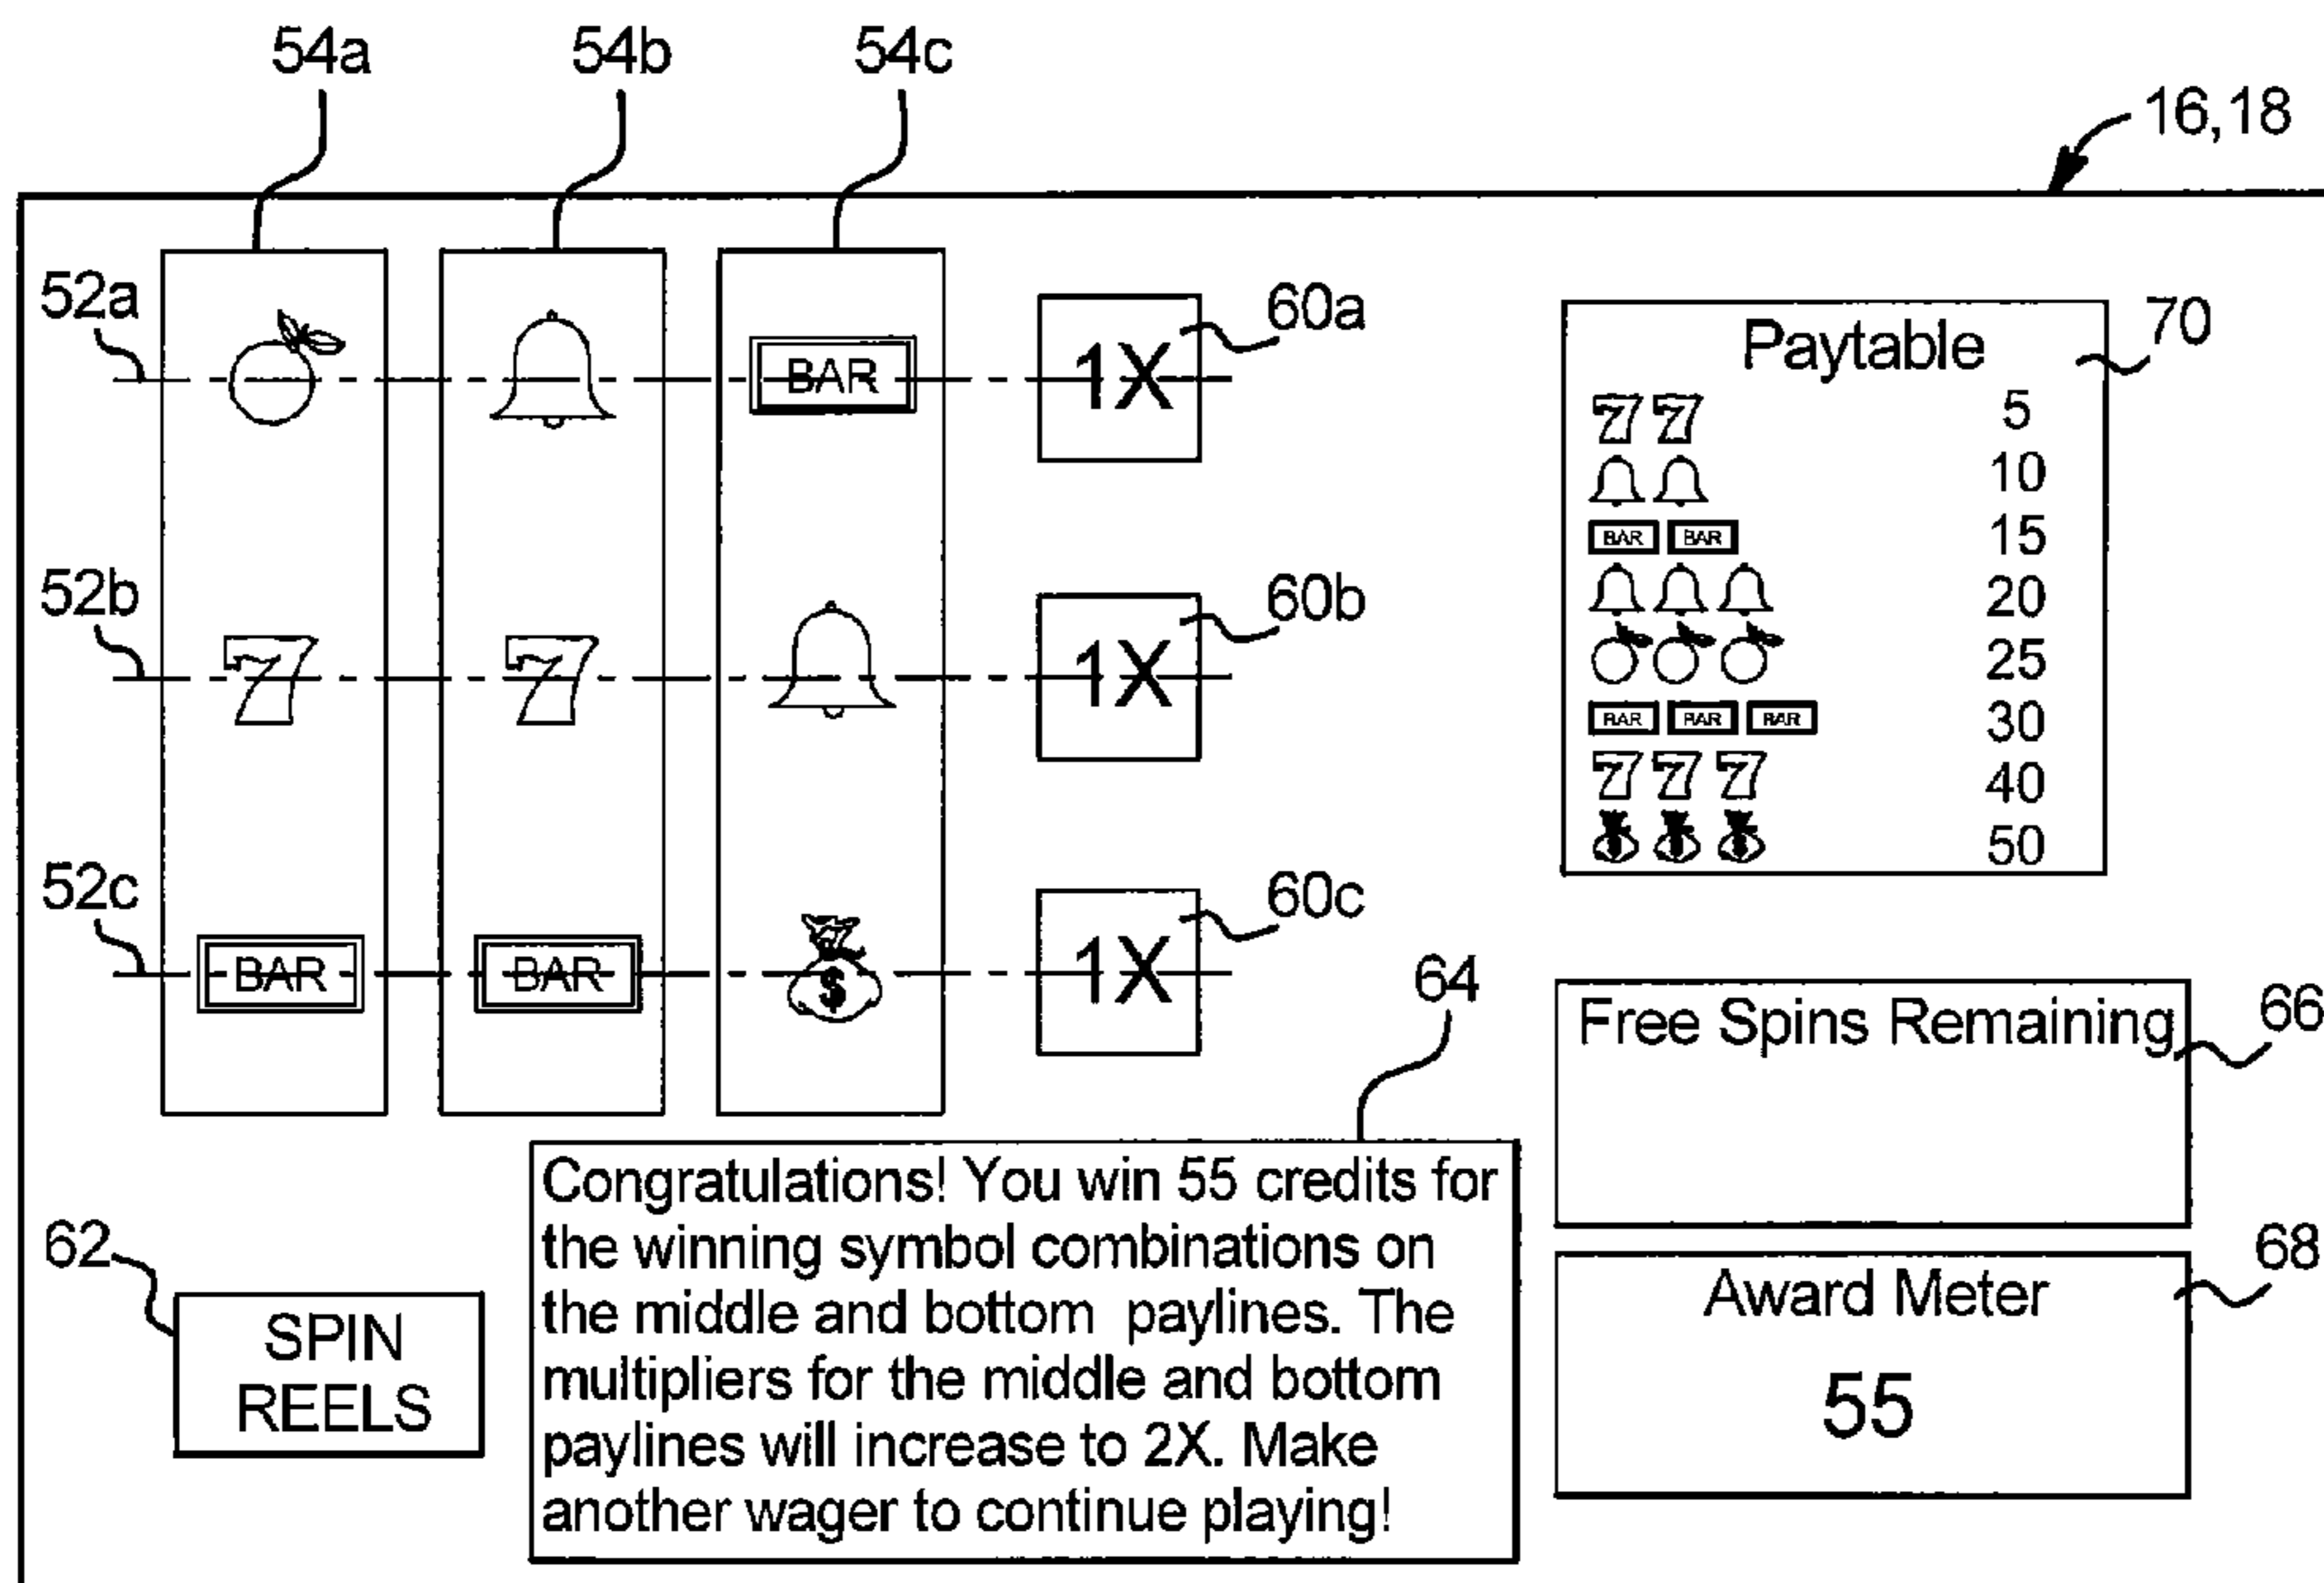 54a 54b 54c
16,18
52a BAR 1X 60a
Paytable 70
77 5
10
BAR BAR 15
20
25
BAR BAR BAR 30
777 40
$ $ $ 50
52b 7 7 1X 60b
52c BAR BAR $ 1X 60c
64
Free Spins Remaining 66
Congratulations! You win 55 credits for
the winning symbol combinations on
the middle and bottom paylines. The
multipliers for the middle and bottom
paylines will increase to 2X. Make
another wager to continue playing!
62
SPIN
REELS
Award Meter 68
55